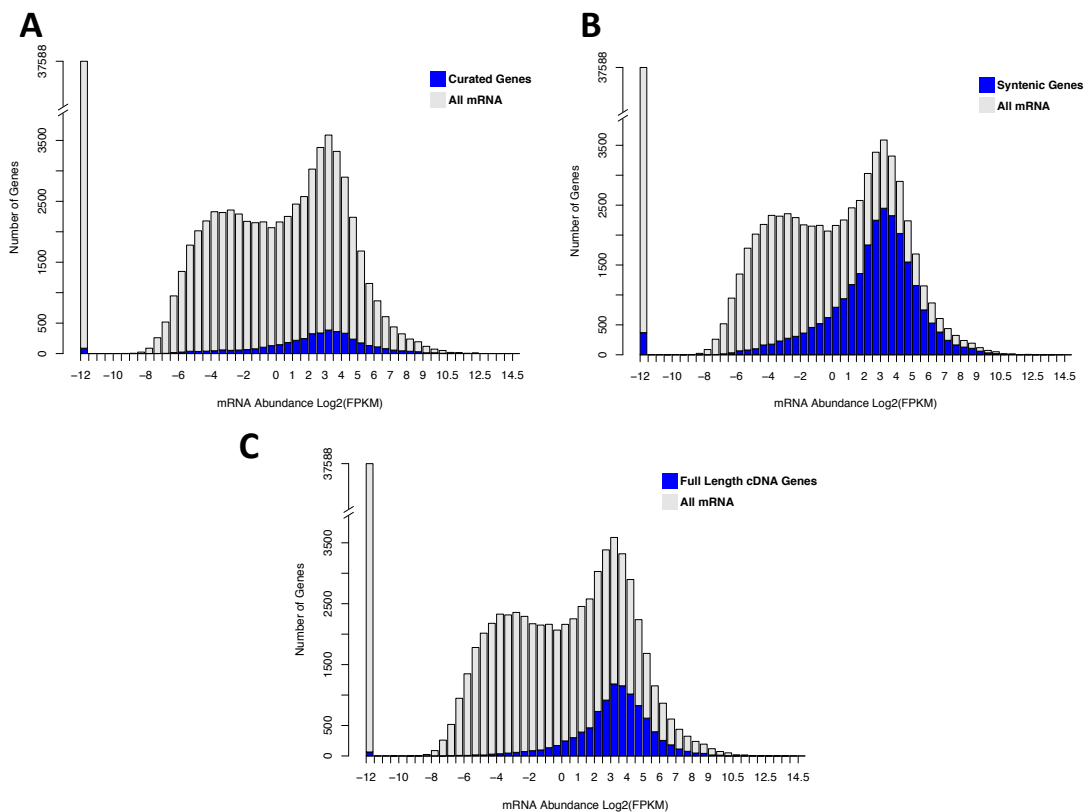 A
37588
3500
2500
1500
500
0
Number of Genes
Curated Genes
All mRNA
−12 −10 −8 −6 −4 −2 0 1 2 3 4 5 6 7 8 9 10.5 12.5 14.5
mRNA Abundance Log2(FPKM)
B
37588
3500
2500
1500
500
0
Number of Genes
Syntenic Genes
All mRNA
−12 −10 −8 −6 −4 −2 0 1 2 3 4 5 6 7 8 9 10.5 12.5 14.5
mRNA Abundance Log2(FPKM)
C
37588
3500
2500
1500
500
0
Number of Genes
Full Length cDNA Genes
All mRNA
−12 −10 −8 −6 −4 −2 0 1 2 3 4 5 6 7 8 9 10.5 12.5 14.5
mRNA Abundance Log2(FPKM)